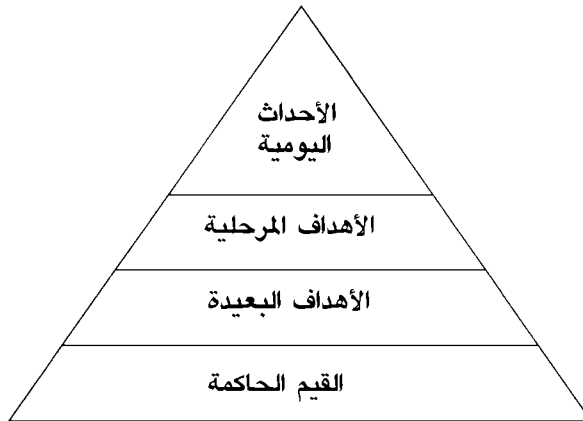 الأحداث
اليومية
الأهداف المرحلية
الأهداف البعيدة
القيم الحاكمة